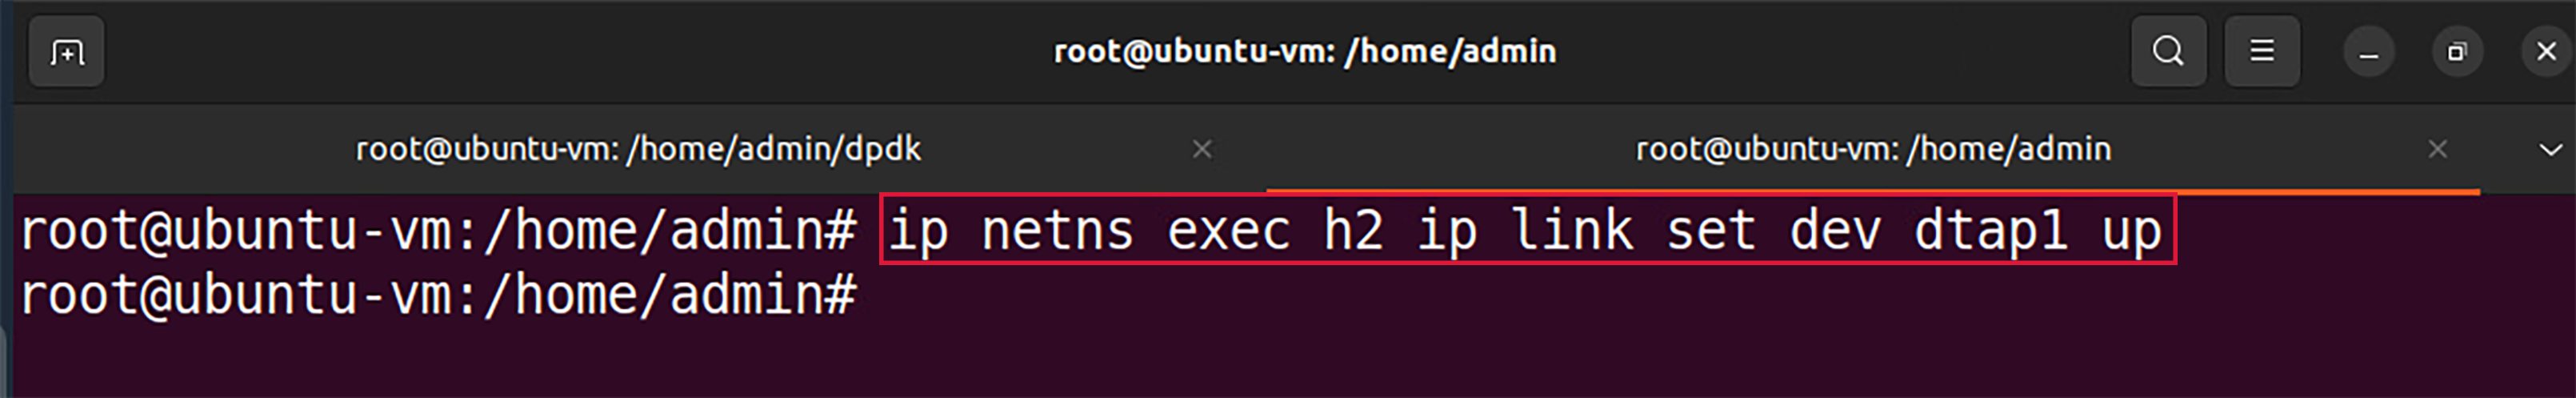 root@ubuntu-vm: /home/admin
root@ubuntu-vm: /home/admin/dpdk
root@ubuntu-vm: /home/admin
root@ubuntu-vm:/home/admin# ip netns exec h2 ip link set dev dtap1 up
root@ubuntu-vm:/home/admin#